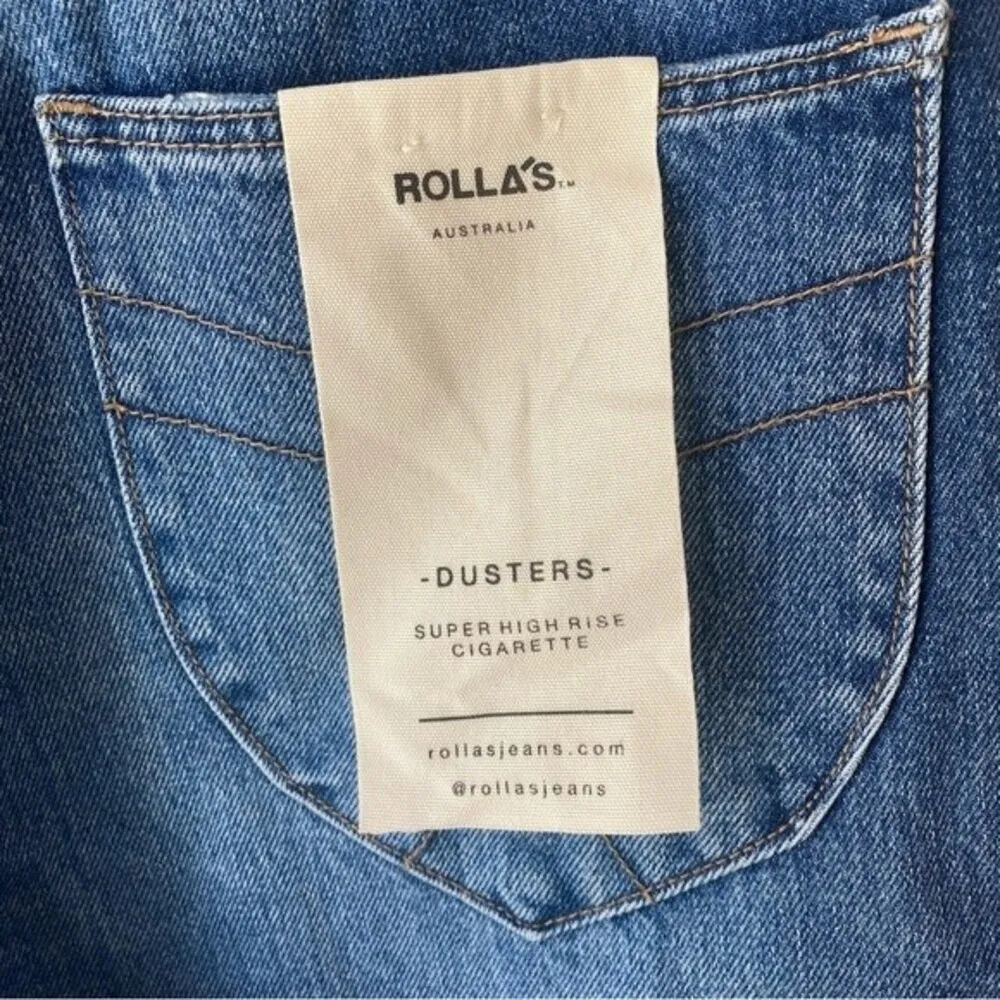 ROLLA'S™
AUSTRALIA
-DUSTERS-
SUPER HIGH RISE
CIGARETTE
rollasjeans.com
@rollasjeans